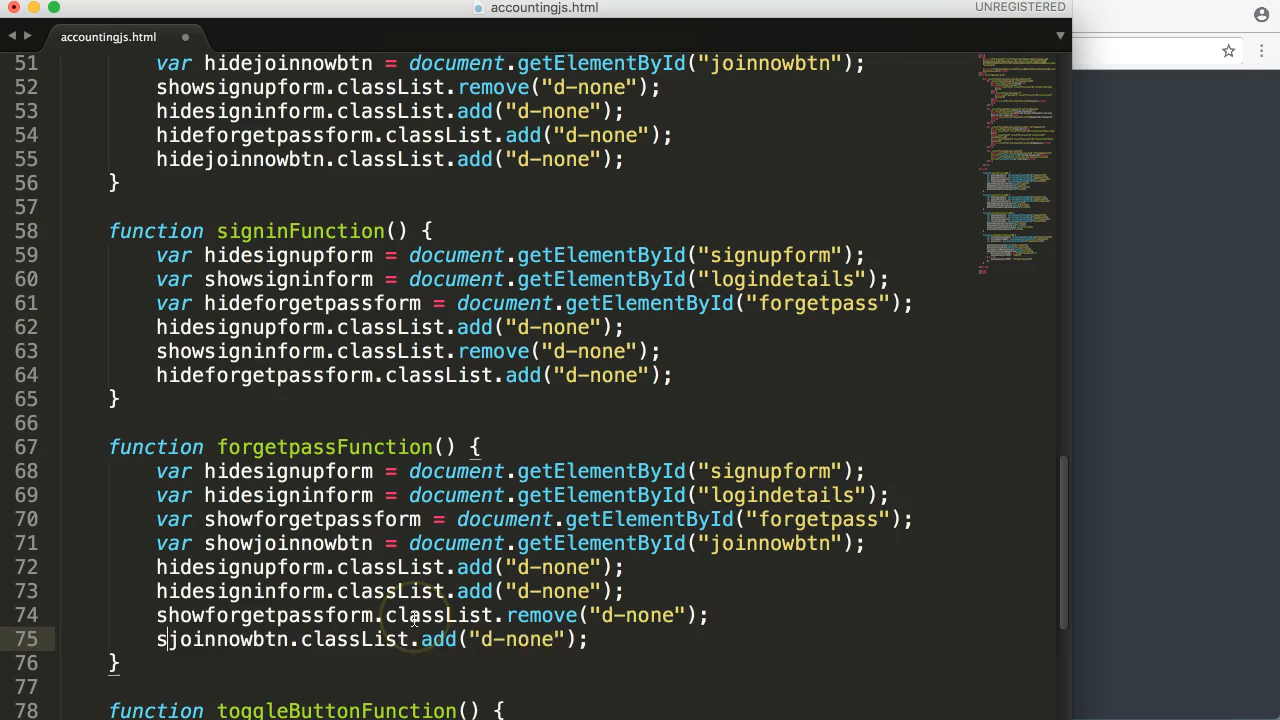 accountingjs.html
UNREGISTERED
accountingjs.html
51 var hidejoinnowbtn = document.getElementById("joinnowbtn");
52 showsignupform.classList.remove("d-none");
53 hidesigninform.classList.add("d-none");
54 hideforgetpassform.classList.add("d-none");
55 hidejoinnowbtn.classList.add("d-none");
56 }
57
58 function signinFunction() {
59 var hidesignupform = document.getElementById("signupform");
60 var showsigninform = document.getElementById("logindetails");
61 var hideforgetpassform = document.getElementById("forgetpass");
62 hidesignupform.classList.add("d-none");
63 showsigninform.classList.remove("d-none");
64 hideforgetpassform.classList.add("d-none");
65 }
66
67 function forgetpassFunction() {
68 var hidesignupform = document.getElementById("signupform");
69 var hidesigninform = document.getElementById("logindetails");
70 var showforgetpassform = document.getElementById("forgetpass");
71 var showjoinnowbtn = document.getElementById("joinnowbtn");
72 hidesignupform.classList.add("d-none");
73 hidesigninform.classList.add("d-none");
74 showforgetpassform.classList.remove("d-none");
75 sjoinnowbtn.classList.add("d-none");
76 }
77
78 function toggleButtonFunction() {